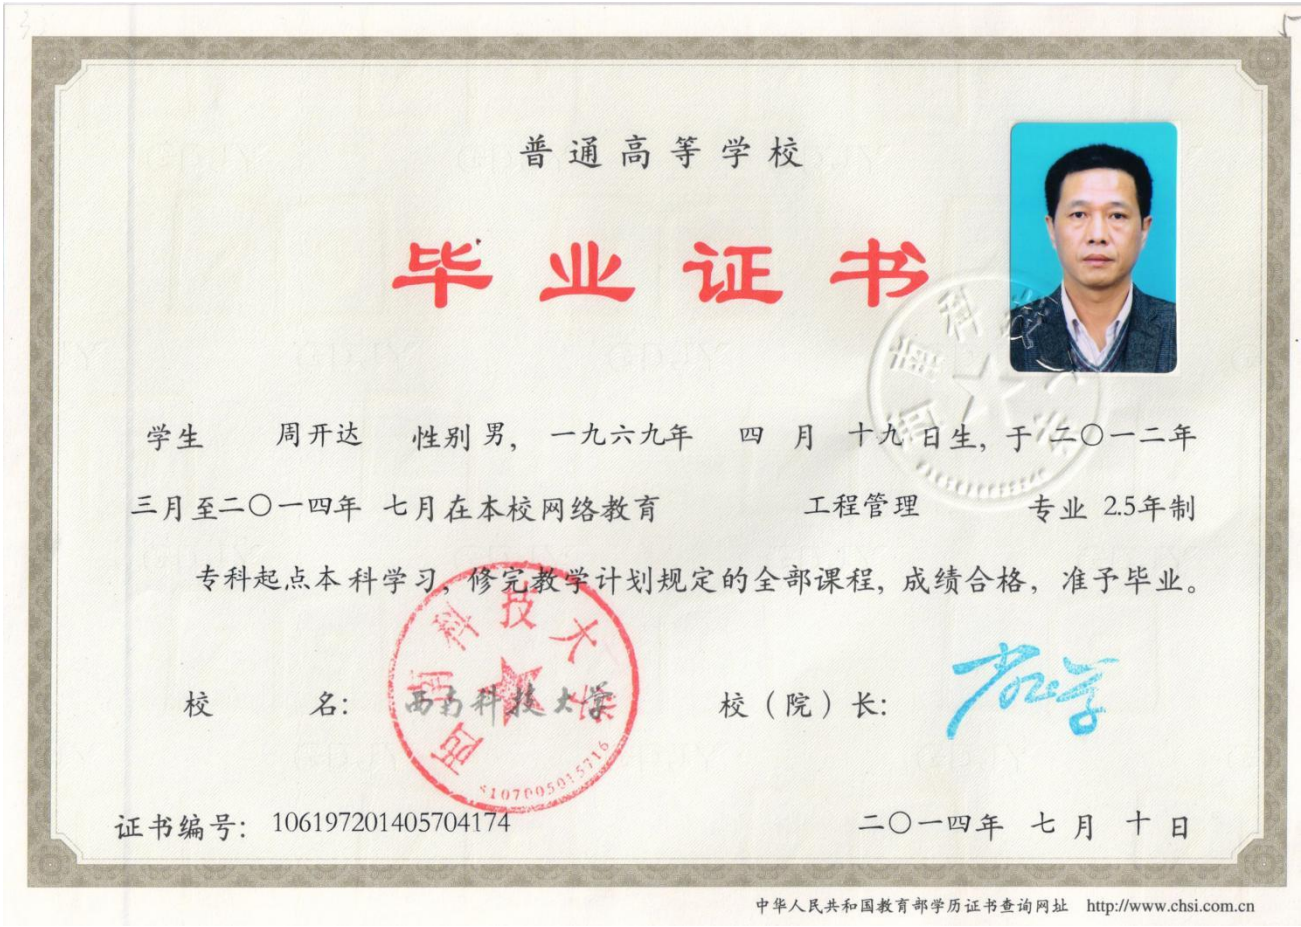 普通高等学校
毕业证书
学生 周开达 性别 男, 一九六九年 四 月 十九 日生, 于 二〇一二年
三月至二〇一四年 七月在本校网络教育 工程管理 专业 2.5年制
专科起点本科学习, 修完教学计划规定的全部课程, 成绩合格, 准予毕业。
校 名: 西南科技大学 校(院)长:
西南科技大学
5107095015716
证书编号: 106197201405704174 二〇一四年 七 月 十 日
中华人民共和国教育部学历证书查询网址 http://www.chsi.com.cn